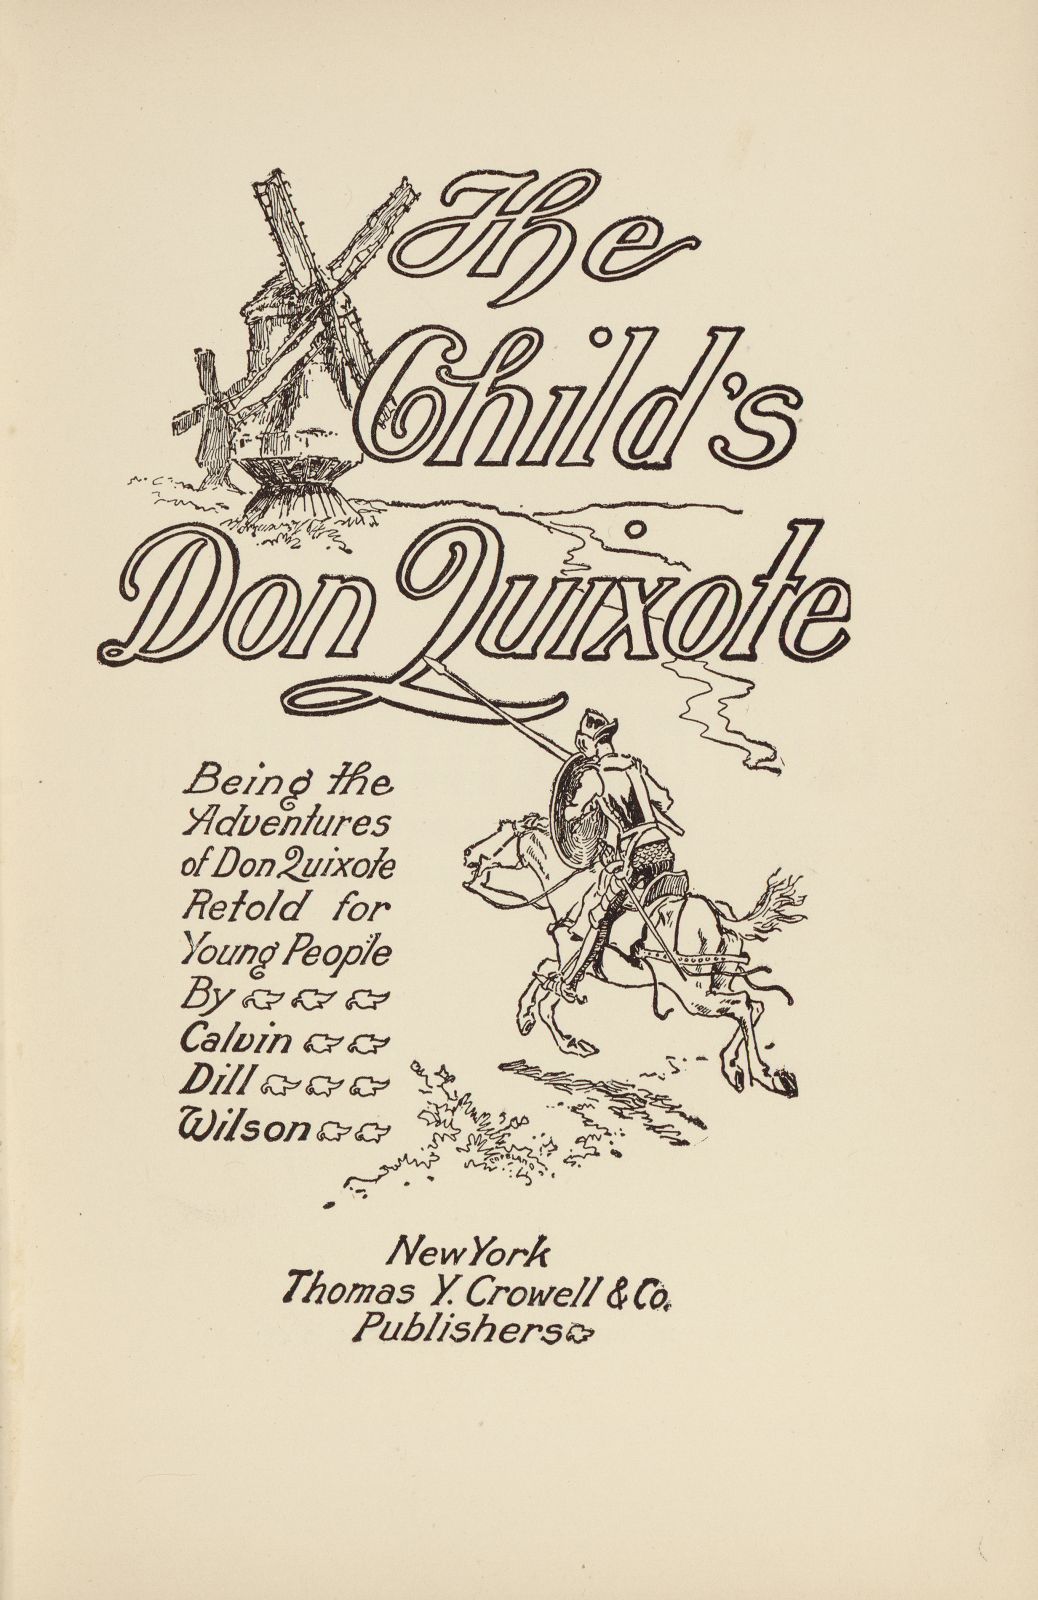 The
Child's
Don Quixote
Being the
Adventures
of Don Quixote
Retold for
Young People
By
Calvin
Dill
Wilson
COPELAND
New York
Thomas Y. Crowell & Co.
Publishers